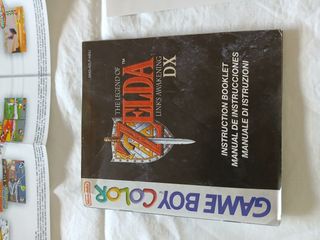 THE LEGEND OF
ZELDA
LINK'S AWAKENING
DX
INSTRUCTION BOOKLET
MANUAL DE INSTRUCCIONES
MANUALE DI ISTRUZIONI
GAME BOY COLOR